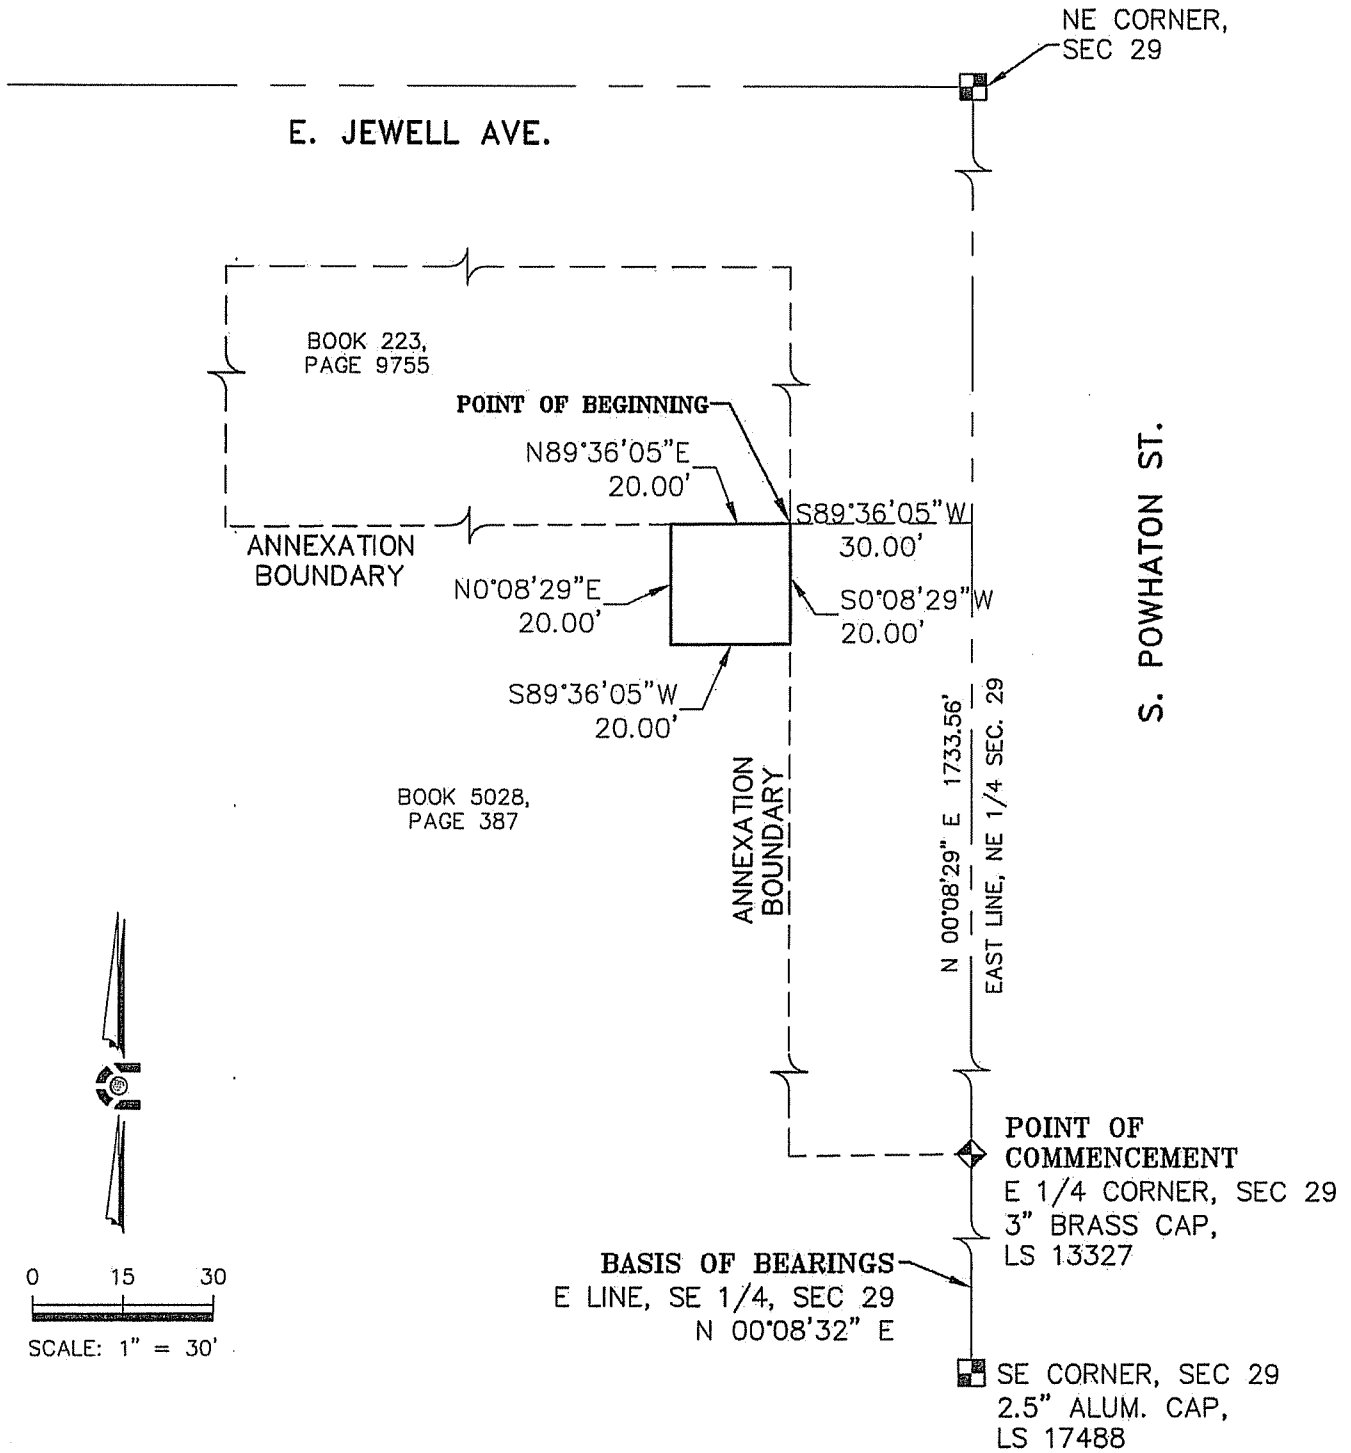 NE CORNER,
SEC 29
E. JEWELL AVE.
BOOK 223,
PAGE 9755
POINT OF BEGINNING
N89°36'05"E
20.00'
S89°36'05"W
30.00'
ANNEXATION
BOUNDARY
N0°08'29"E
20.00'
S0°08'29"W
20.00'
S89°36'05"W
20.00'
S. POWHATON ST.
BOOK 5028,
PAGE 387
ANNEXATION
BOUNDARY
N 00°08'29" E 1733.56'
EAST LINE, NE 1/4 SEC. 29
POINT OF
COMMENCEMENT
E 1/4 CORNER, SEC 29
3" BRASS CAP,
LS 13327
BASIS OF BEARINGS
E LINE, SE 1/4, SEC 29
N 00°08'32" E
0 15 30
SCALE: 1" = 30'
SE CORNER, SEC 29
2.5" ALUM. CAP,
LS 17488